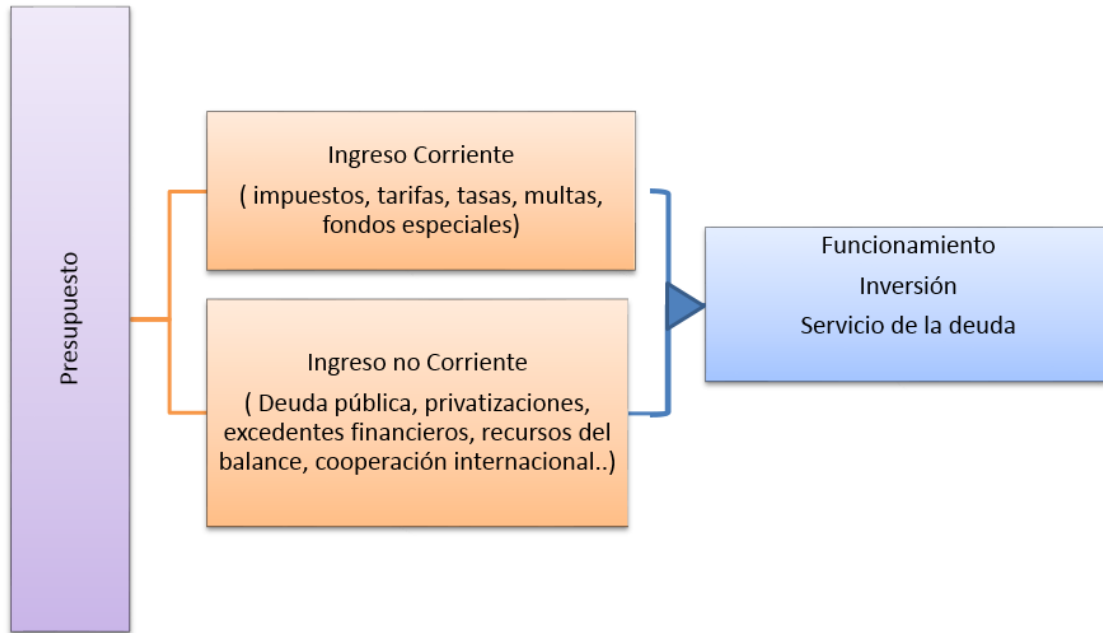 Presupuesto
Ingreso Corriente
( impuestos, tarifas, tasas, multas,
fondos especiales)
Ingreso no Corriente
( Deuda pública, privatizaciones,
excedentes financieros, recursos del
balance, cooperación internacional..)
Funcionamiento
Inversión
Servicio de la deuda